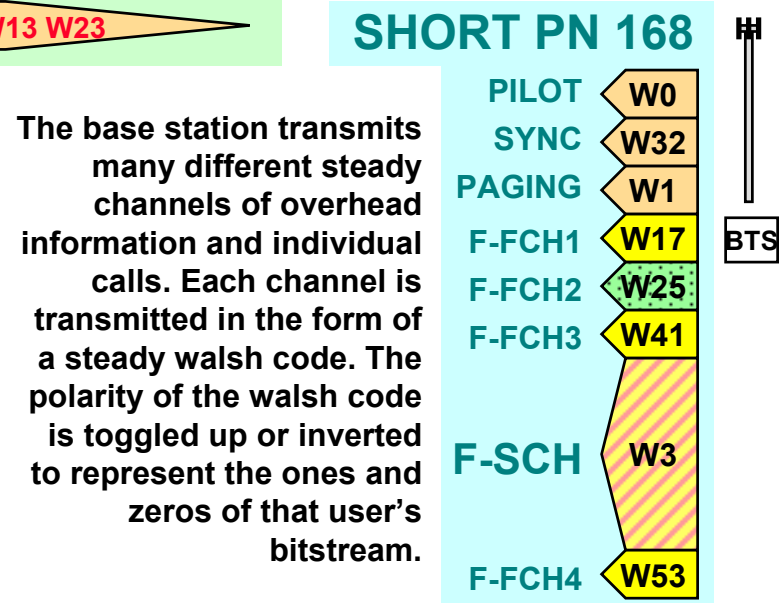 W13 W23
SHORT PN 168
The base station transmits
many different steady
channels of overhead
information and individual
calls. Each channel is
transmitted in the form of
a steady walsh code. The
polarity of the walsh code
is toggled up or inverted
to represent the ones and
zeros of that user's
bitstream.
PILOT W0
SYNC W32
PAGING W1
F-FCH1 W17
F-FCH2 W25
F-FCH3 W41
F-SCH W3
F-FCH4 W53
BTS